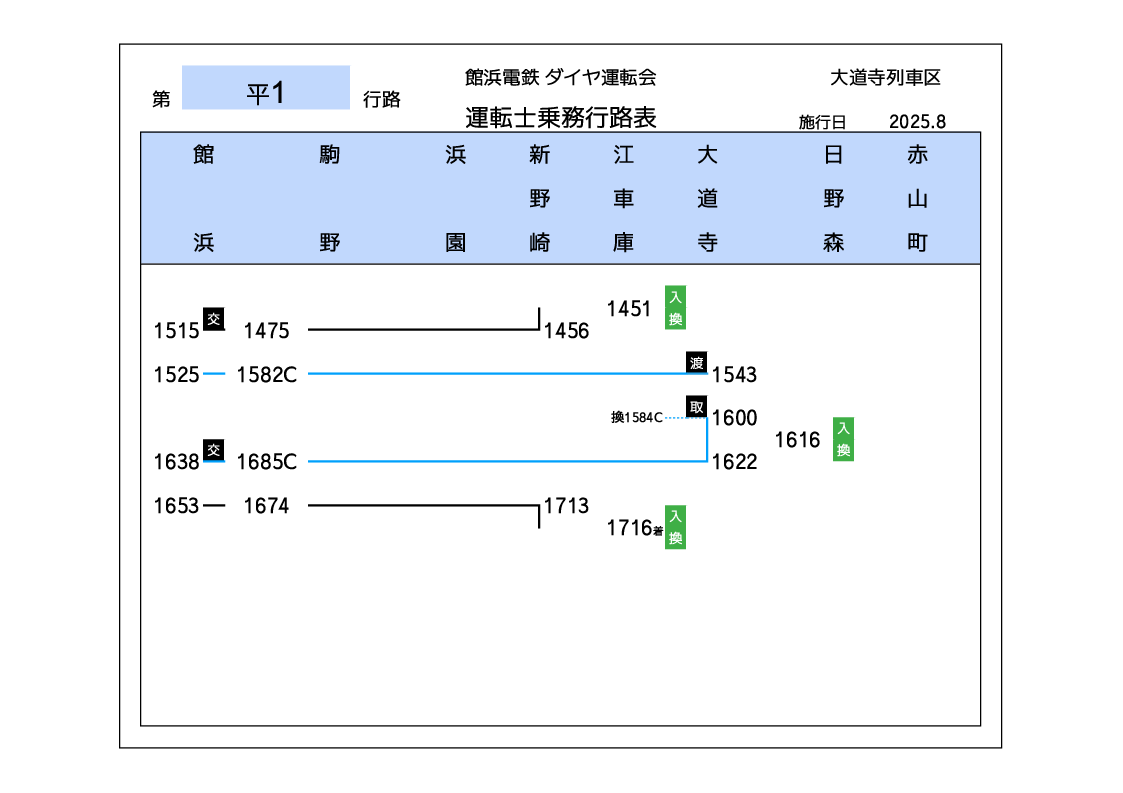 館浜電鉄 ダイヤ運転会
大道寺列車区
第 平1 行路
運転士乗務行路表
施行日 2025.8
館浜 駒野 浜園 新野崎 江車庫 大道寺 日野森 赤山町
1451 入換
1515 交 1475 1456
1525 1582C 渡 1543
換1584C 取 1600
1616 入換
1638 交 1685C 1622
1653 1674 1713
1716着 入換